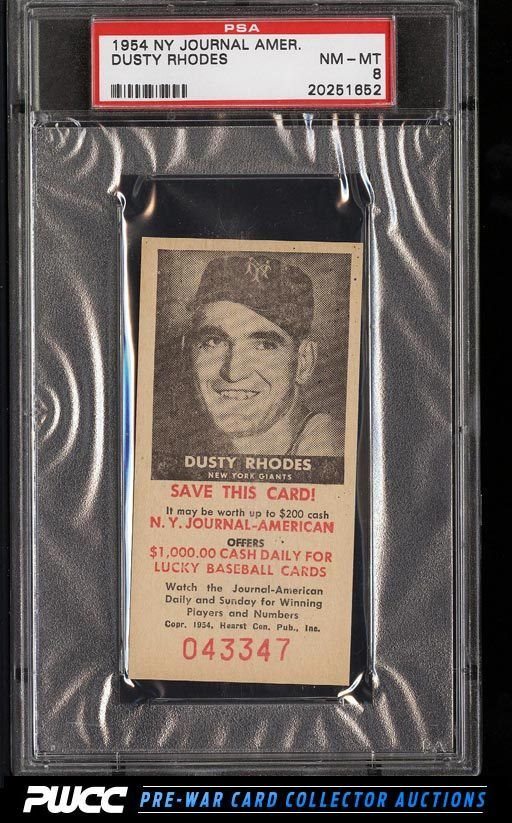 PSA
1954 NY JOURNAL AMER.
DUSTY RHODES NM - MT
8
20251652
NY
DUSTY RHODES
NEW YORK GIANTS
SAVE THIS CARD!
It may be worth up to $200 cash
N.Y. JOURNAL-AMERICAN
OFFERS
$1,000.00 CASH DAILY FOR
LUCKY BASEBALL CARDS
Watch the Journal-American
Daily and Sunday for Winning
Players and Numbers
Copr. 1954, Hearst Con. Pub., Inc.
043347
PWCC PRE-WAR CARD COLLECTOR AUCTIONS